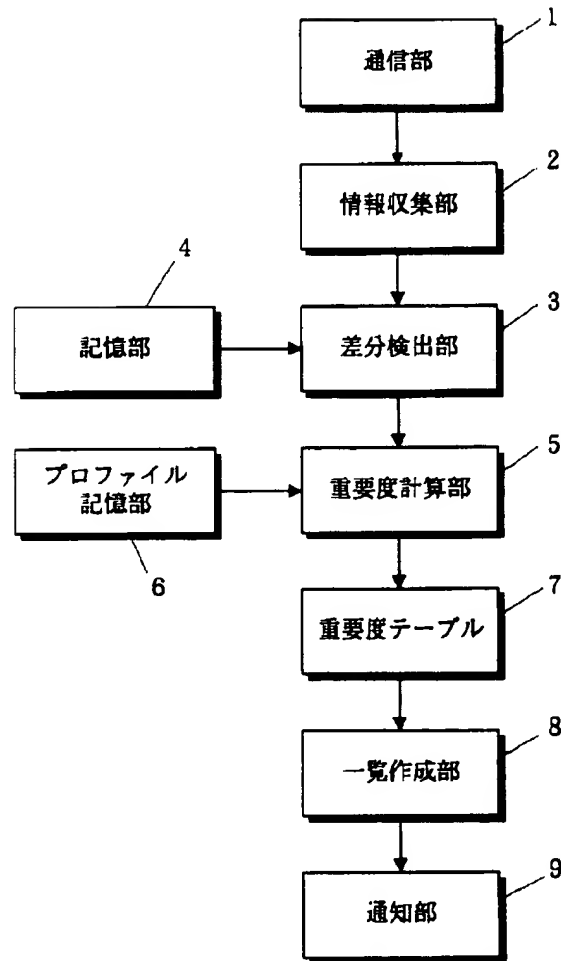 1
通信部
2
情報収集部
4
3
記憶部
差分検出部
5
プロファイル
記憶部
重要度計算部
6
7
重要度テーブル
8
一覧作成部
9
通知部